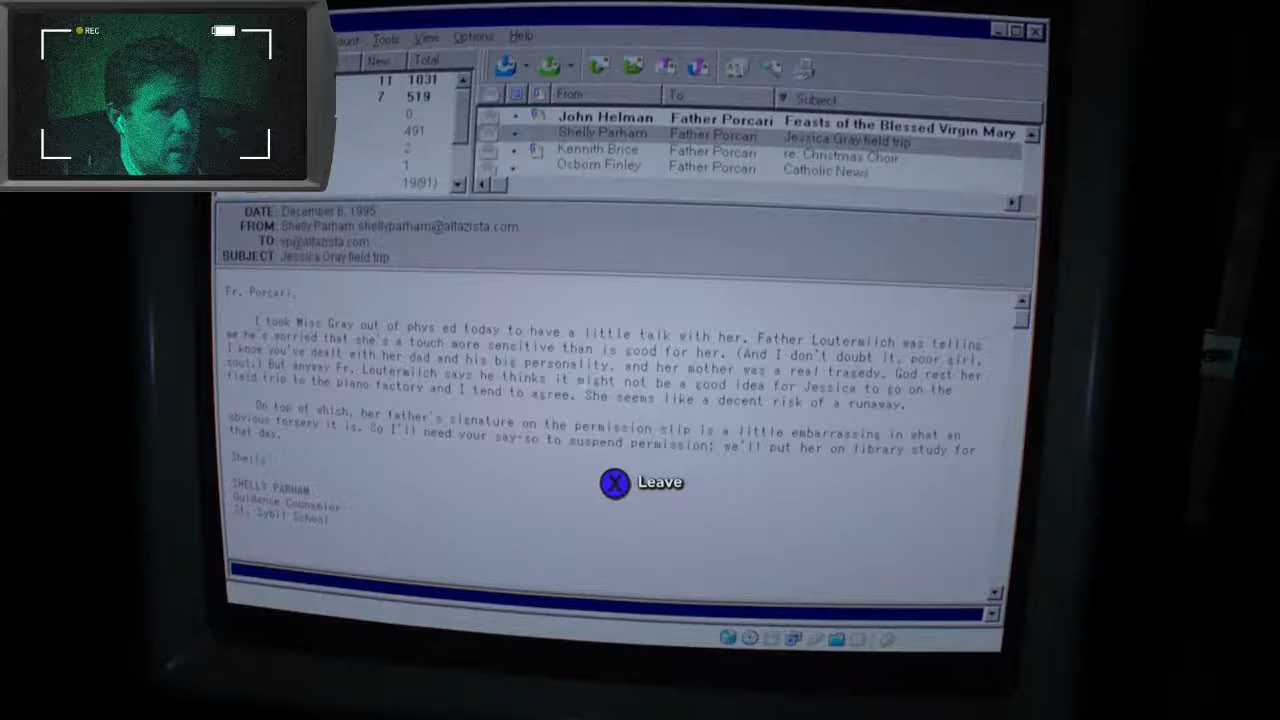 REC
ount Tools View Options Help
New Total
11 1031
7 519
0
491
2
1
19(91)
From To Subject
John Helman Father Porcari Feasts of the Blessed Virgin Mary
Shelly Parham Father Porcari Jessica Gray field trip
Kennith Brice Father Porcari re: Christmas Choir
Osborn Finley Father Porcari Catholic News
DATE: December 6, 1995
FROM: Shelly Parham shellyparham@altazista.com
TO: vp@altazista.com
SUBJECT: Jessica Gray field trip
Fr. Porcari,
I took Miss Gray out of phys ed today to have a little talk with her. Father Loutermilch was telling
me he's worried that she's a touch more sensitive than is good for her. (And I don't doubt it, poor girl.
I know you've dealt with her dad and his big personality, and her mother was a real tragedy, God rest her
soul.) But anyway Fr. Loutermilch says he thinks it might not be a good idea for Jessica to go on the
field trip to the piano factory and I tend to agree. She seems like a decent risk of a runaway.
On top of which, her father's signature on the permission slip is a little embarrassing in what an
obvious forgery it is. So I'll need your say-so to suspend permission; we'll put her on library study for
that day.
Shelly
SHELLY PARHAM
Guidance Counselor
St. Sybil School
X Leave